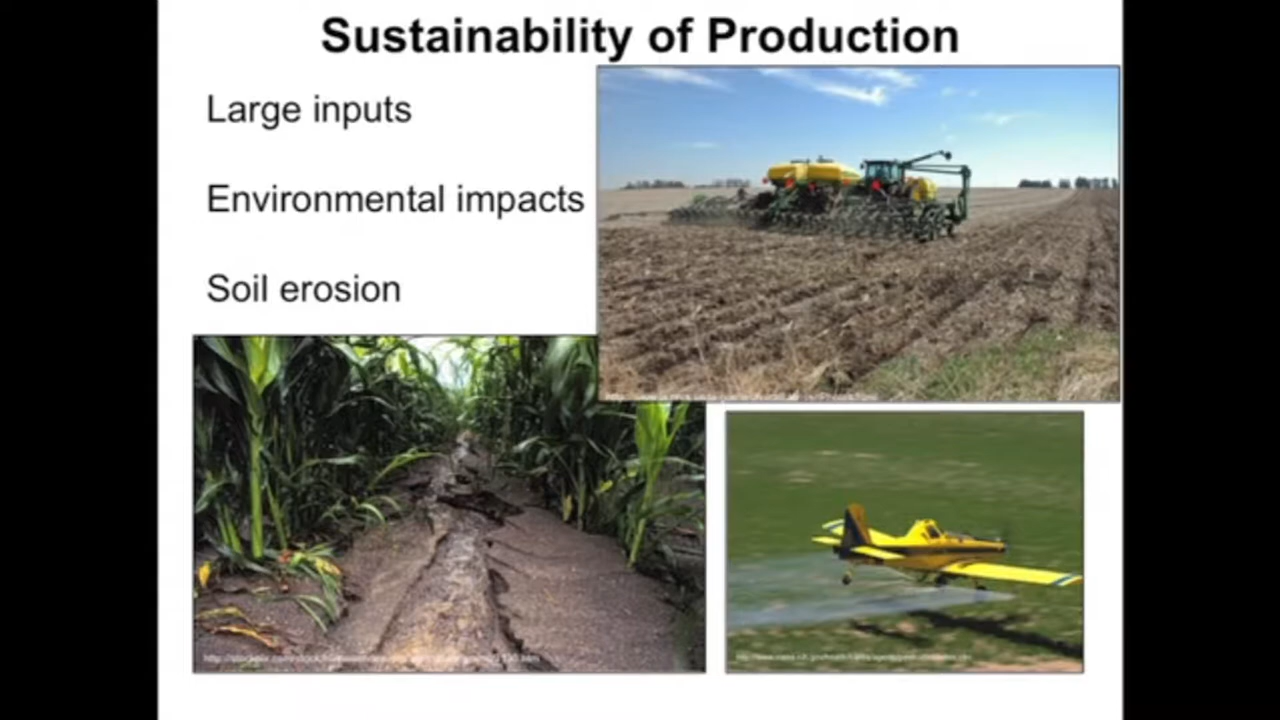 Sustainability of Production
Large inputs
Environmental impacts
Soil erosion